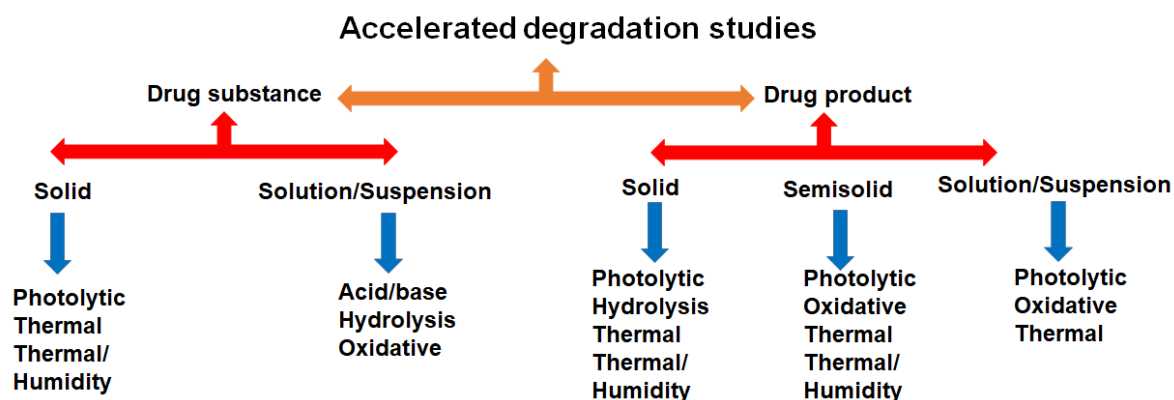 Accelerated degradation studies
Drug substance
Drug product
Solid
Solution/Suspension
Solid
Semisolid
Solution/Suspension
Photolytic
Thermal
Thermal/
Humidity
Acid/base
Hydrolysis
Oxidative
Photolytic
Hydrolysis
Thermal
Thermal/
Humidity
Photolytic
Oxidative
Thermal
Thermal/
Humidity
Photolytic
Oxidative
Thermal